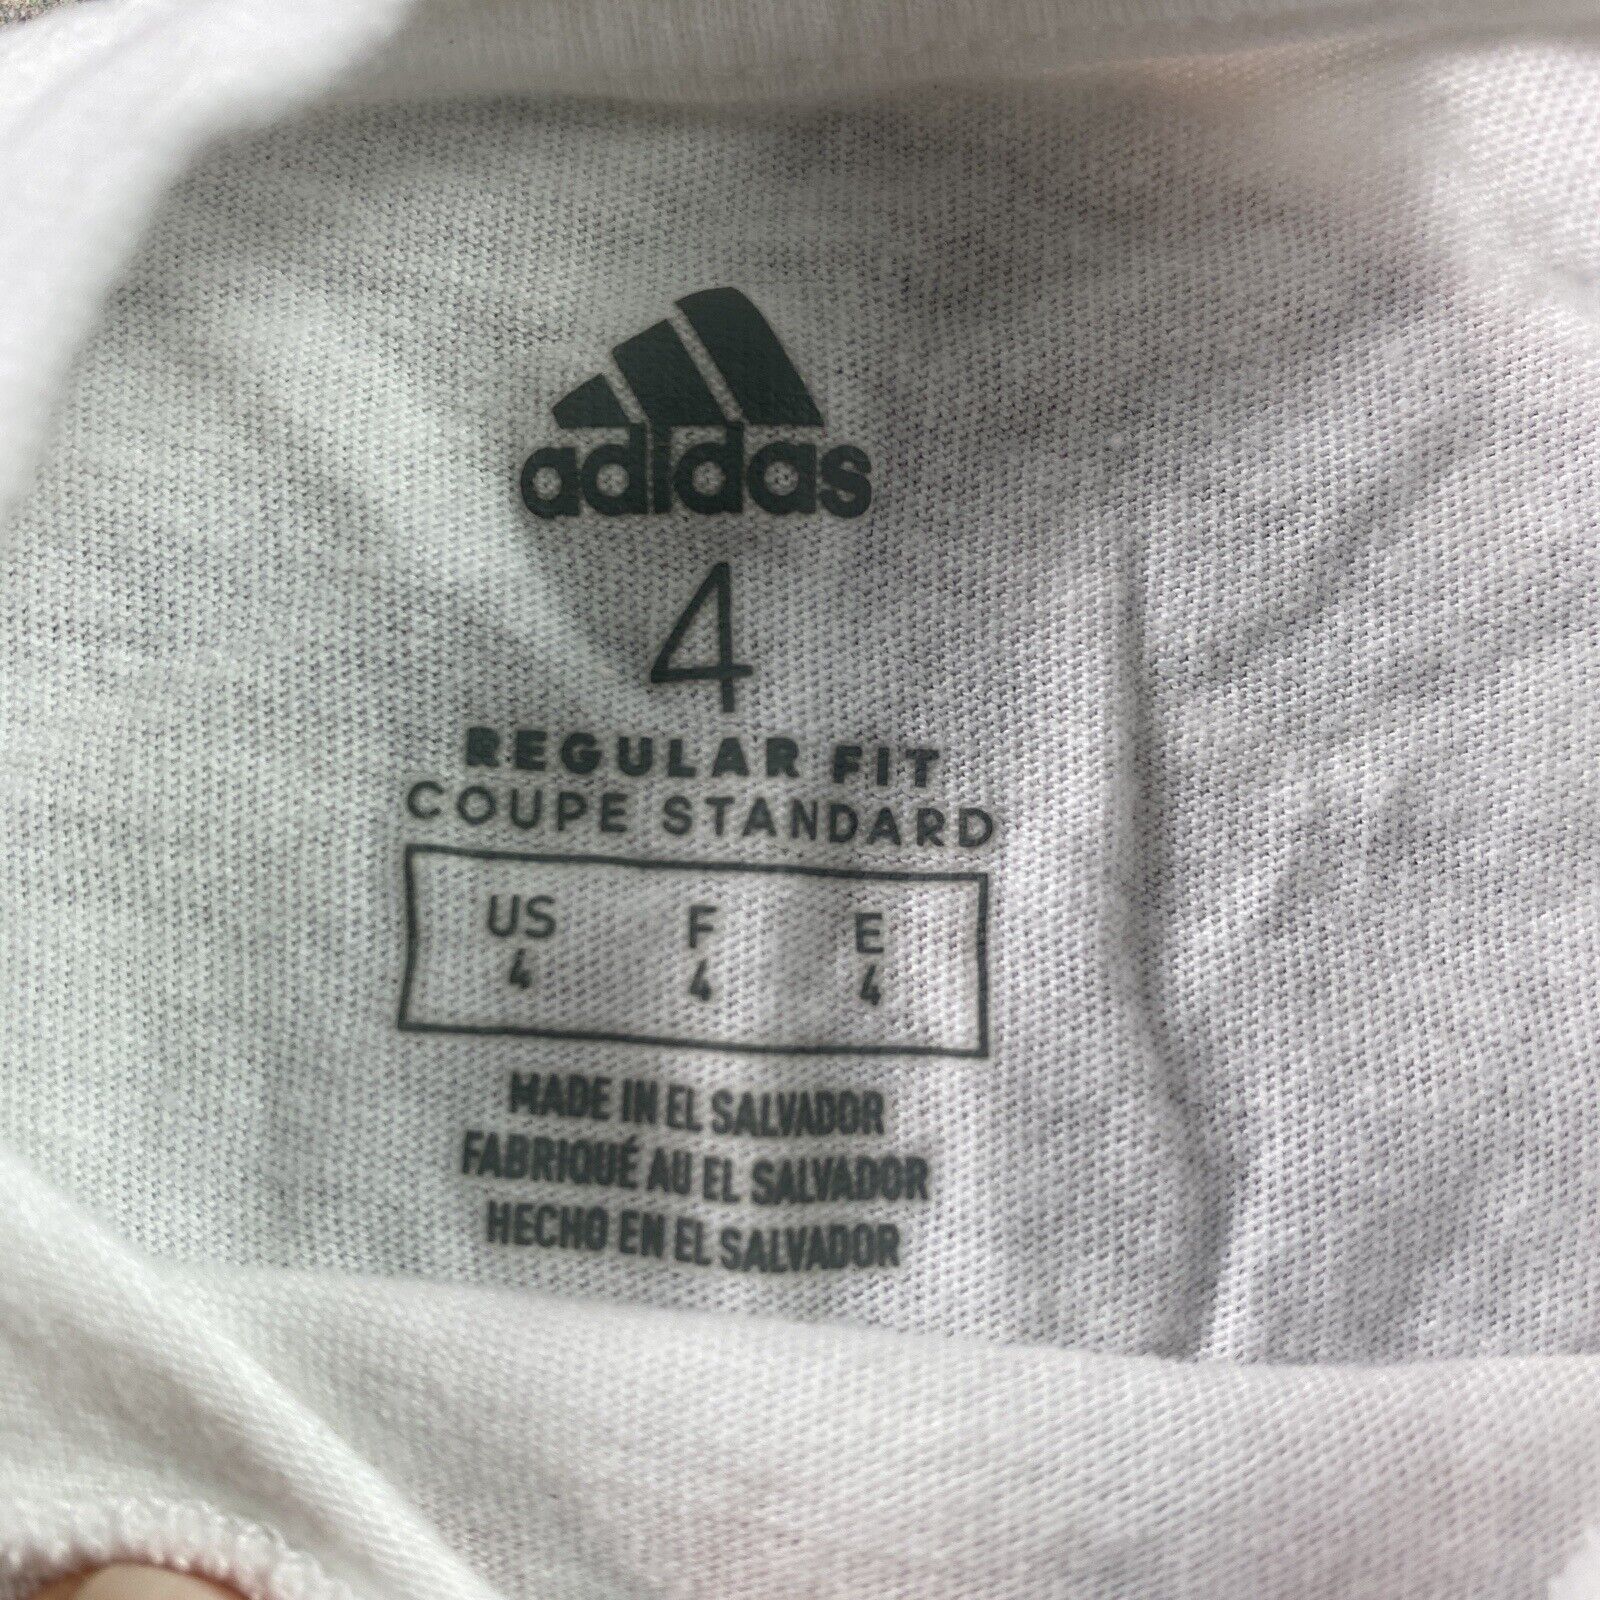 adidas
4
REGULAR FIT
COUPE STANDARD
US F E
4 4 4
MADE IN EL SALVADOR
FABRIQUÉ AU EL SALVADOR
HECHO EN EL SALVADOR